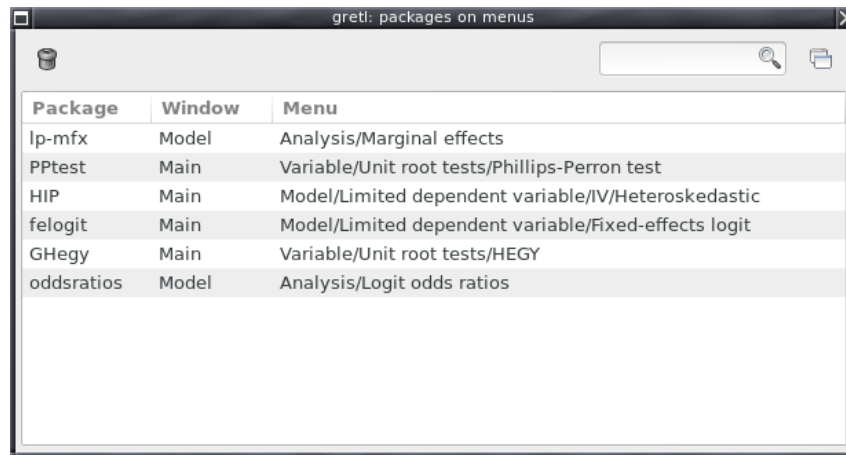 gretl: packages on menus
Package Window Menu
lp-mfx Model Analysis/Marginal effects
PPtest Main Variable/Unit root tests/Phillips-Perron test
HIP Main Model/Limited dependent variable/IV/Heteroskedastic
felogit Main Model/Limited dependent variable/Fixed-effects logit
GHegy Main Variable/Unit root tests/HEGY
oddsratios Model Analysis/Logit odds ratios